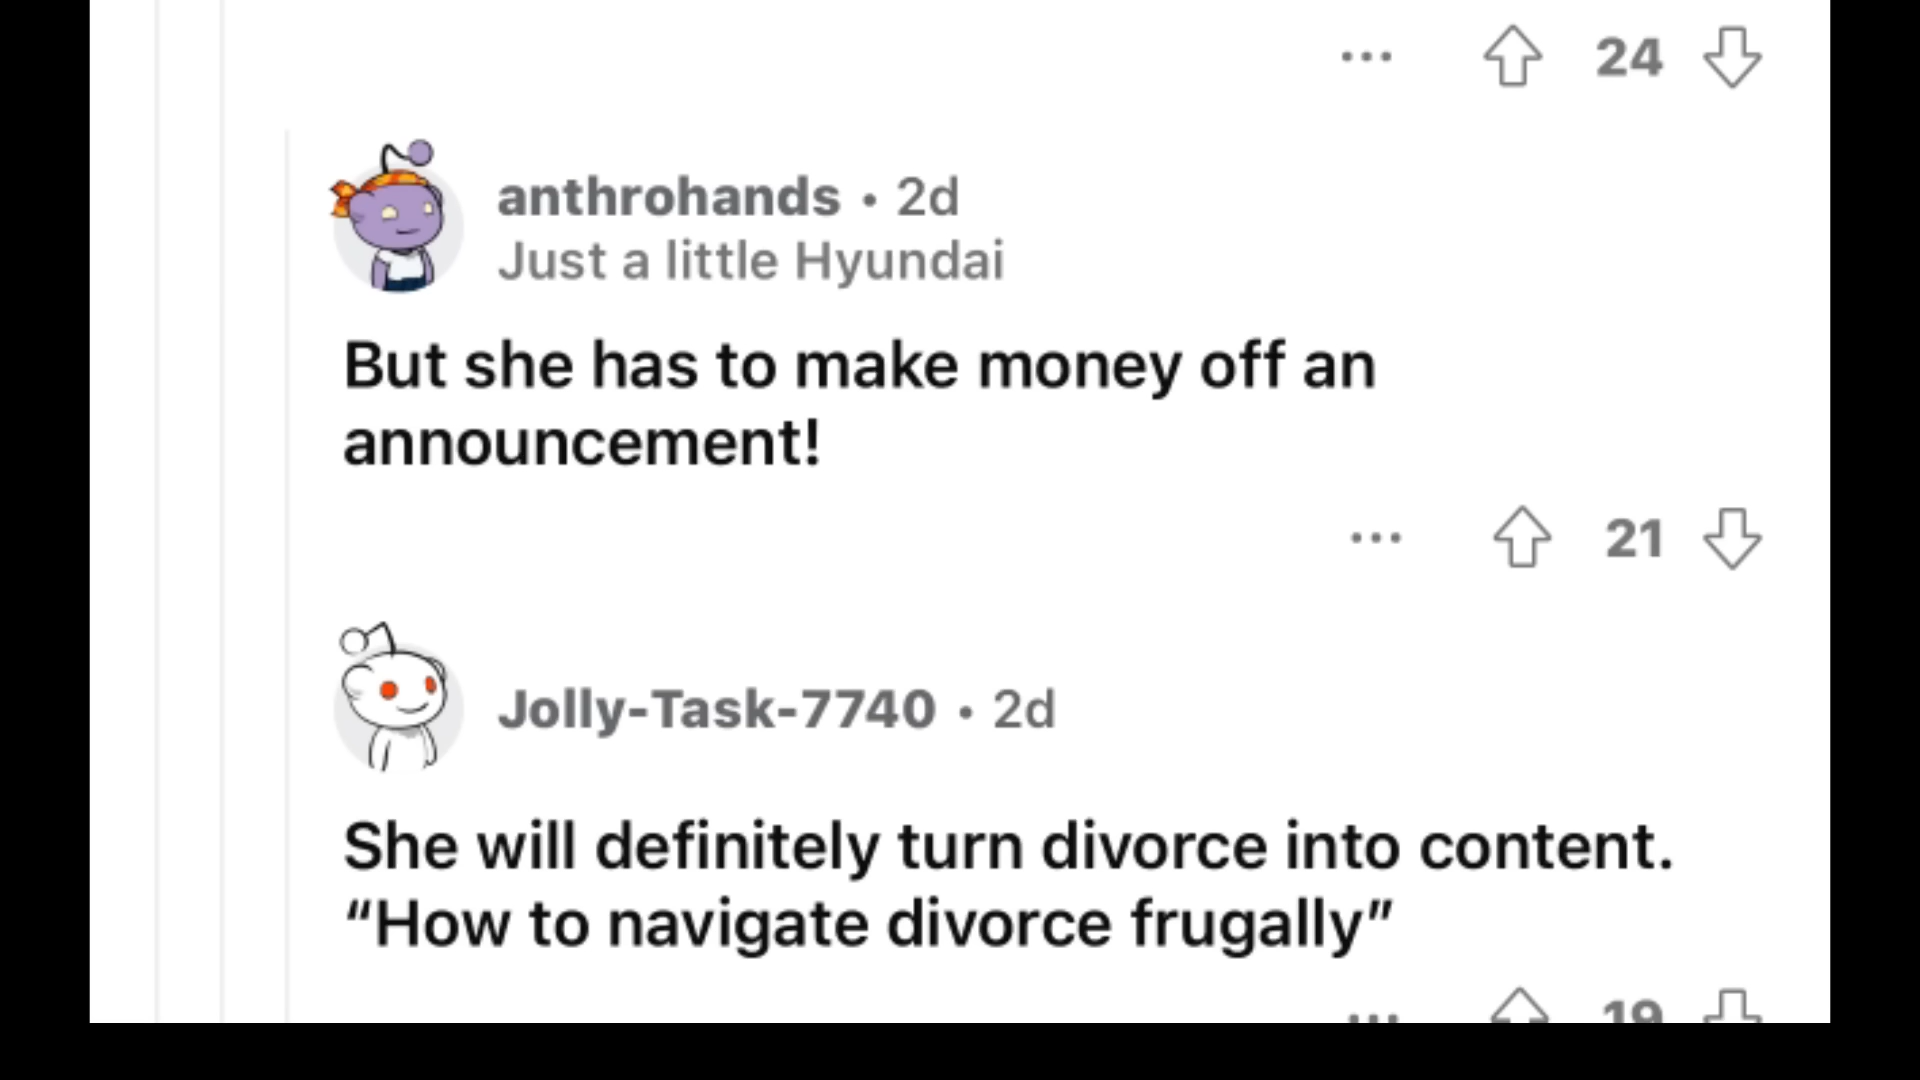 24
anthrohands • 2d
Just a little Hyundai
But she has to make money off an
announcement!
21
Jolly-Task-7740 • 2d
She will definitely turn divorce into content.
“How to navigate divorce frugally”
19